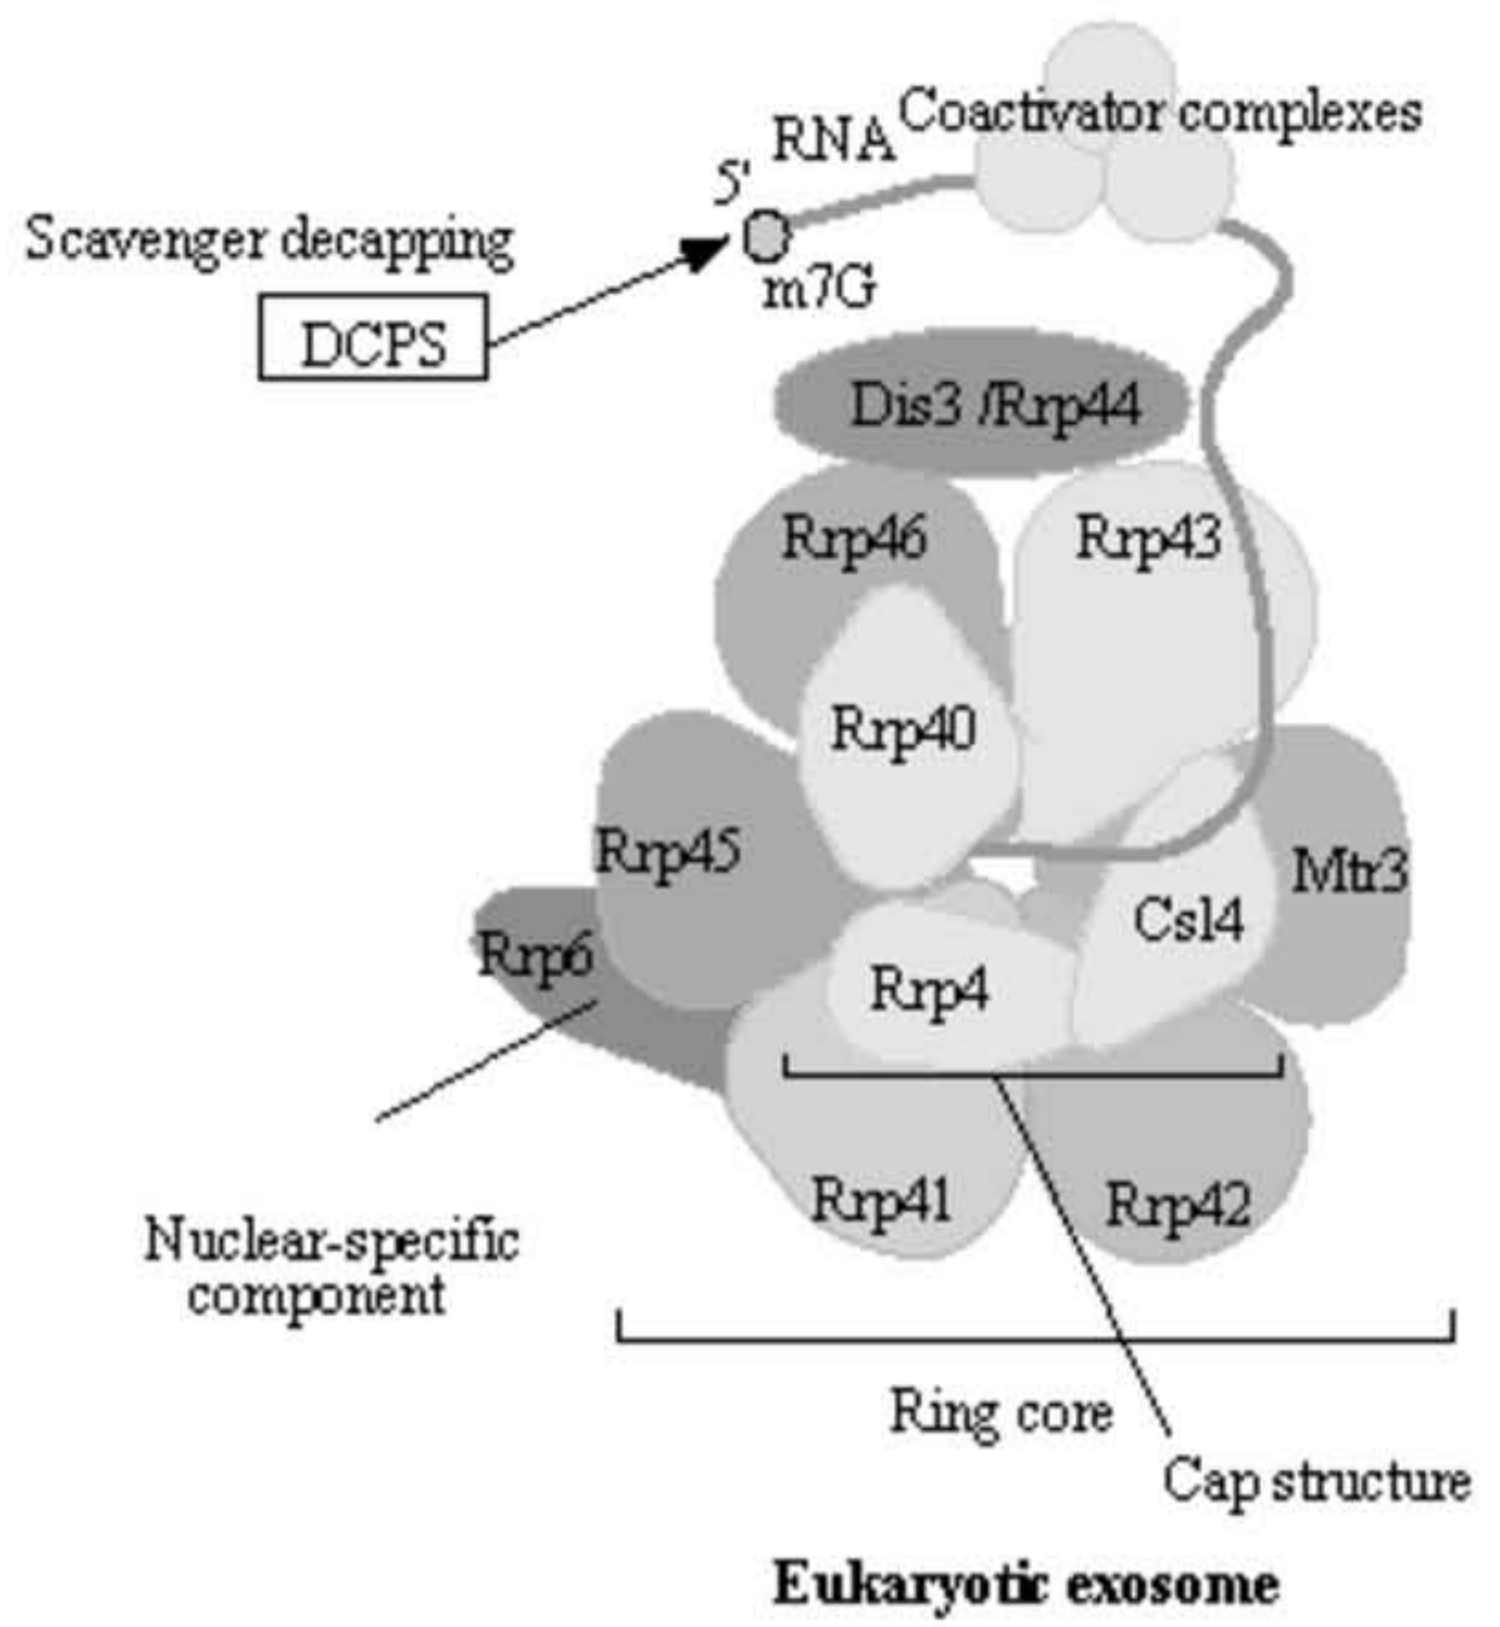 Coactivator complexes
RNA
5'
Scavenger decapping
m7G
DCPS
Dis3 /Rrp44
Rrp46
Rrp43
Rrp40
Rrp45
Mtr3
Csl4
Rrp6
Rrp4
Rrp41
Rrp42
Nuclear-specific
component
Ring core
Cap structure
Eukaryotic exosome